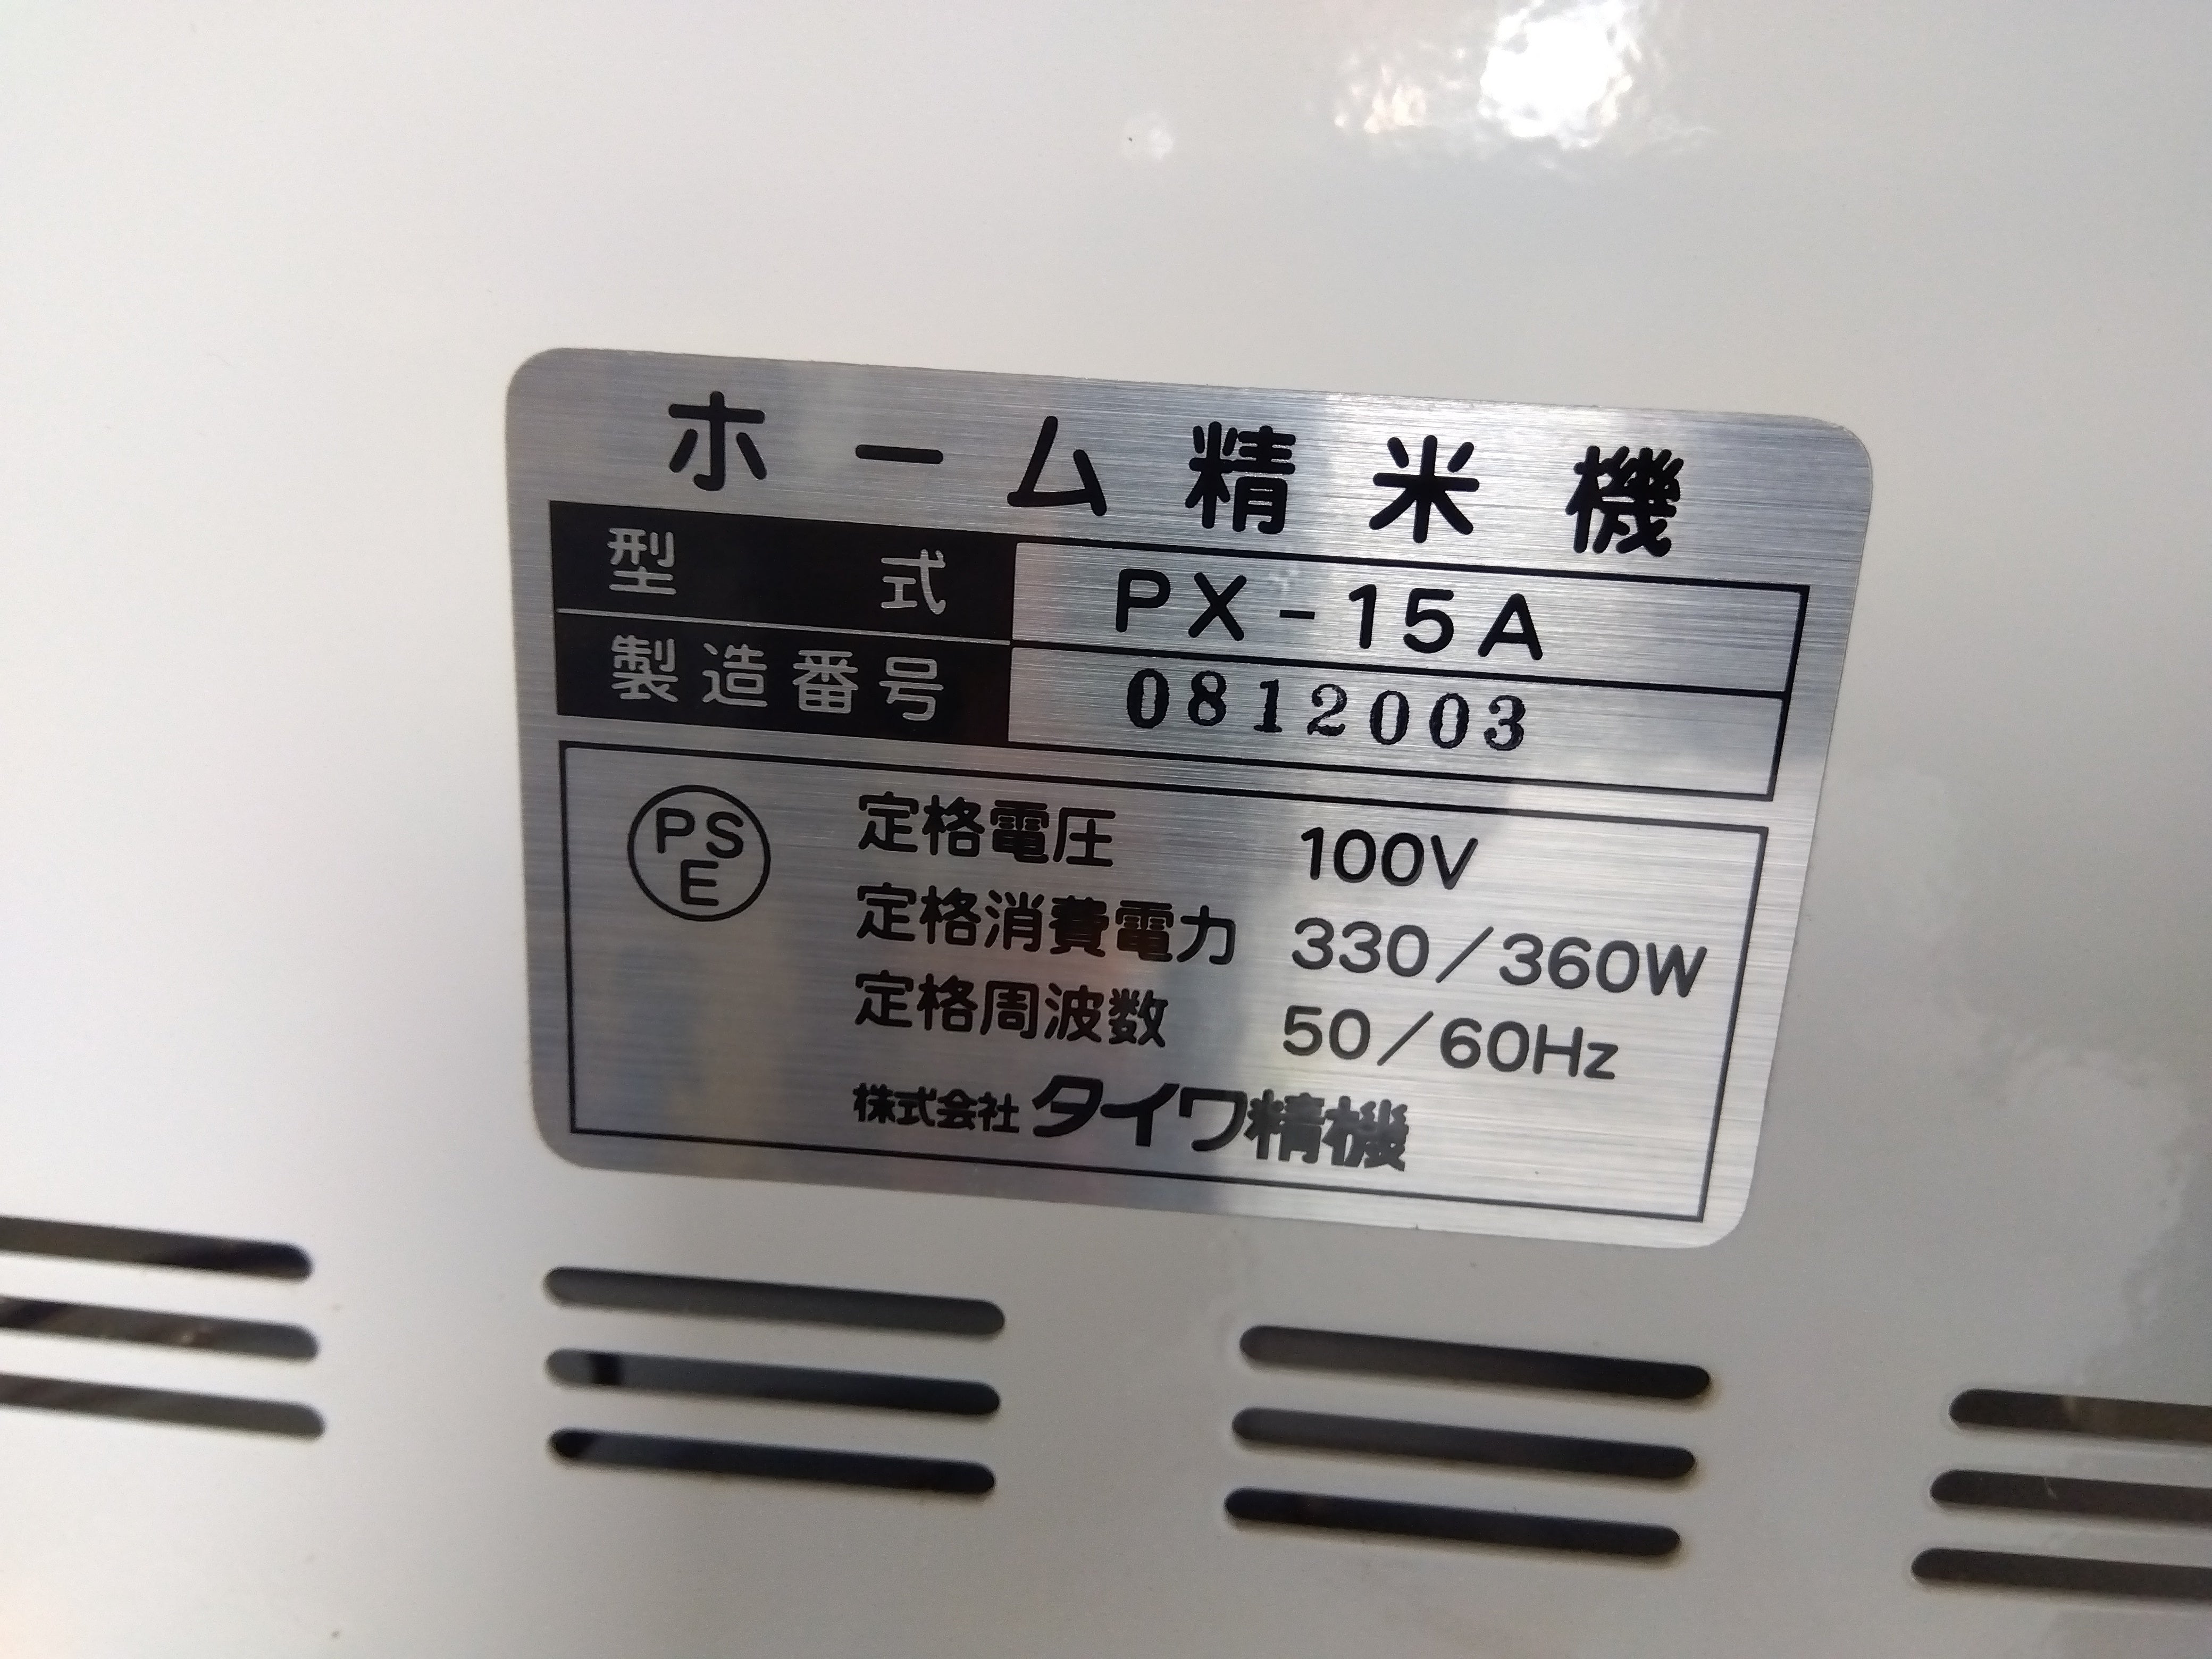 ホーム精米機
型式 PX-15A
製造番号 0812003
PSE
定格電圧 100V
定格消費電力 330/360W
定格周波数 50/60Hz
株式会社タイワ精機